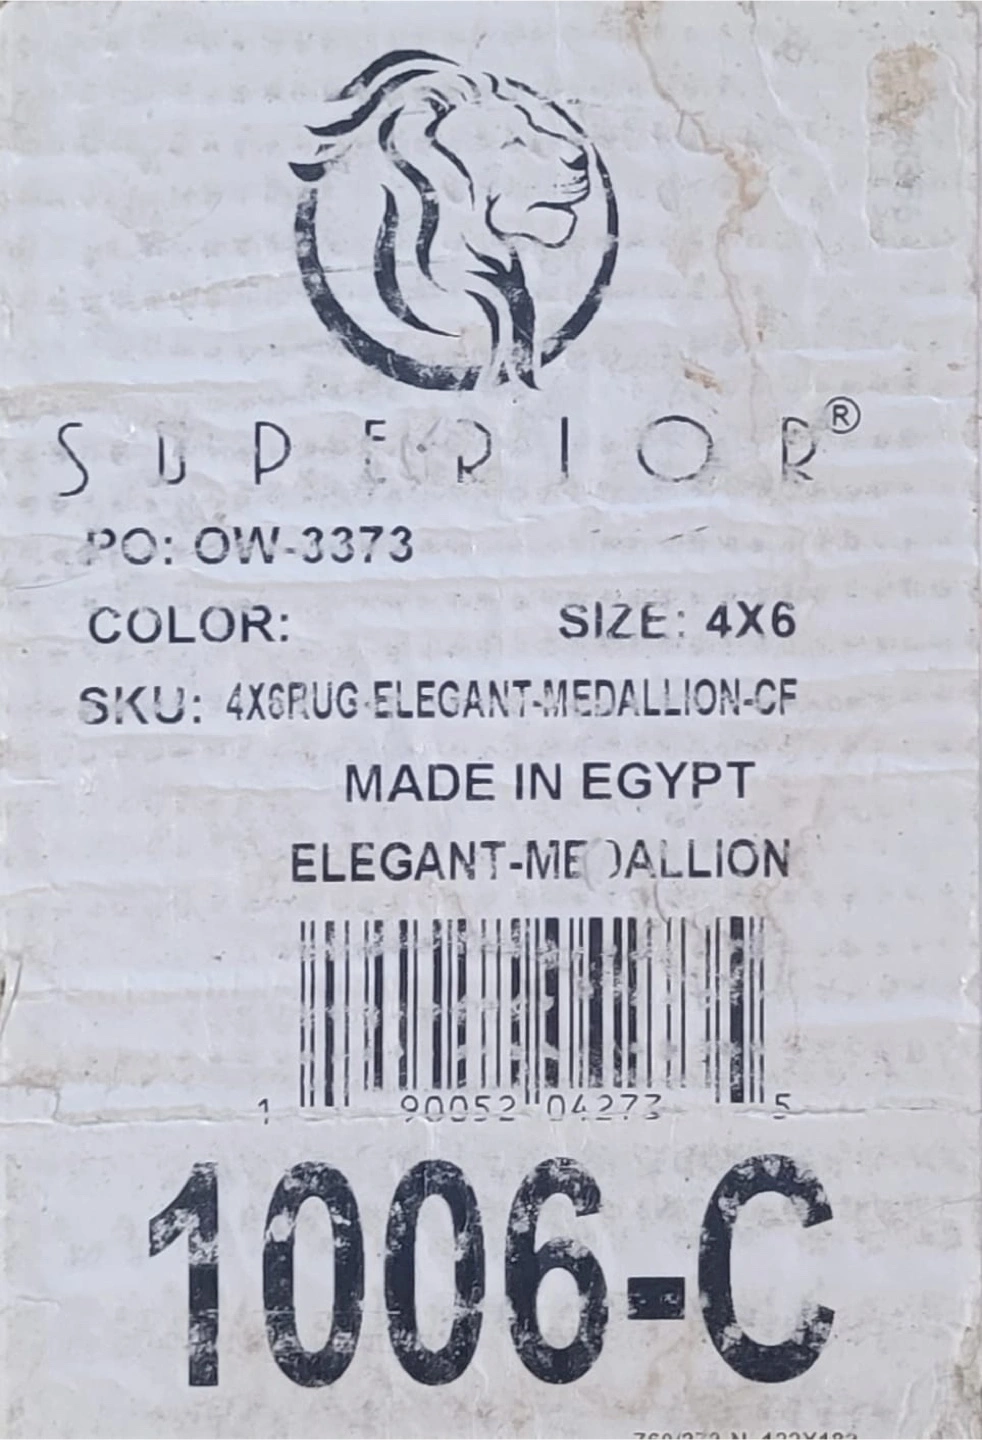 SUPERIOR®
PO: OW-3373
COLOR: SIZE: 4X6
SKU: 4X6RUG-ELEGANT-MEDALLION-CF
MADE IN EGYPT
ELEGANT-MEDALLION
1 90052 04273 5
1006-C